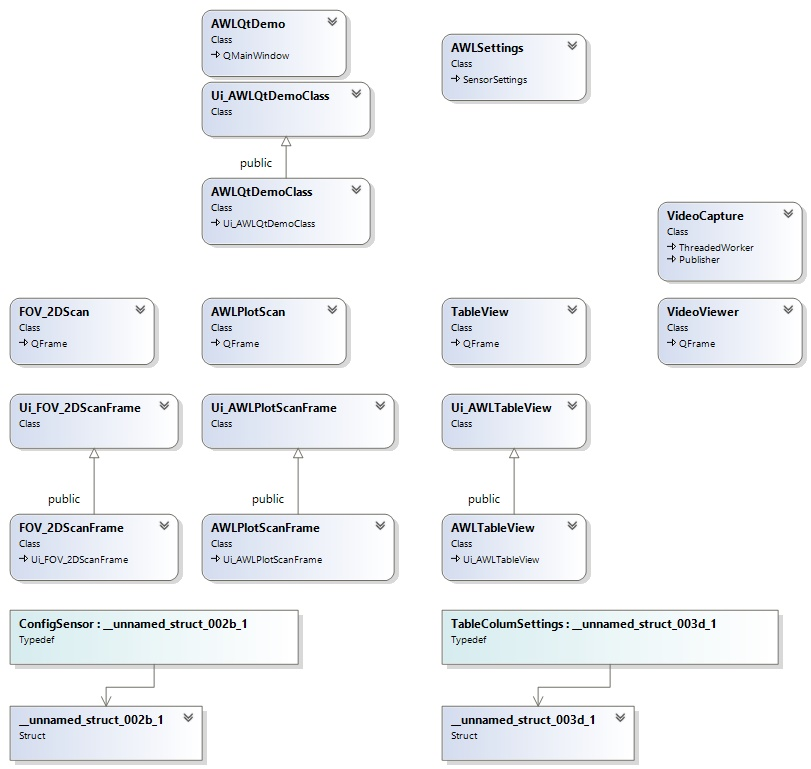 AWLQtDemo
Class
QMainWindow
AWLSettings
Class
SensorSettings
Ui_AWLQtDemoClass
Class
public
AWLQtDemoClass
Class
Ui_AWLQtDemoClass
VideoCapture
Class
ThreadedWorker
Publisher
FOV_2DScan
Class
QFrame
AWLPlotScan
Class
QFrame
TableView
Class
QFrame
VideoViewer
Class
QFrame
Ui_FOV_2DScanFrame
Class
Ui_AWLPlotScanFrame
Class
Ui_AWLTableView
Class
public
public
public
FOV_2DScanFrame
Class
Ui_FOV_2DScanFrame
AWLPlotScanFrame
Class
Ui_AWLPlotScanFrame
AWLTableView
Class
Ui_AWLTableView
ConfigSensor : __unnamed_struct_002b_1
Typedef
TableColumSettings : __unnamed_struct_003d_1
Typedef
__unnamed_struct_002b_1
Struct
__unnamed_struct_003d_1
Struct